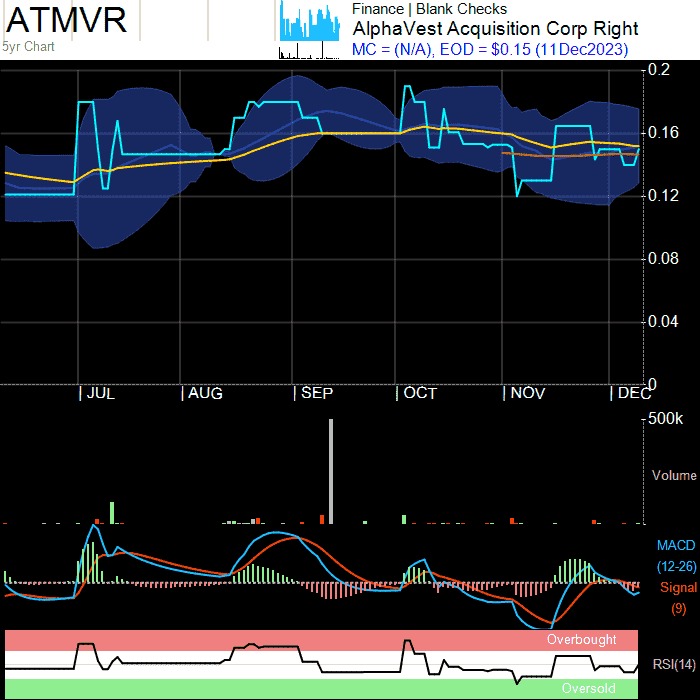 ATMVR
5yr Chart
Finance | Blank Checks
AlphaVest Acquisition Corp Right
MC = (N/A), EOD = $0.15 (11Dec2023)
0.2
0.16
0.12
0.08
0.04
0
JUL AUG SEP OCT NOV DEC
500k
Volume
MACD
(12-26)
Signal
(9)
Overbought
RSI(14)
Oversold